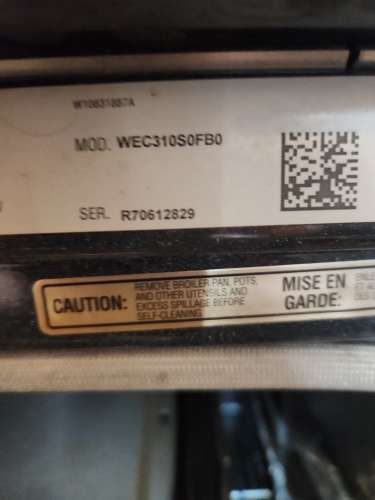 W10831887A
MOD. WEC310S0FB0
SER. R70612829
CAUTION:
REMOVE BROILER PAN, POTS,
AND OTHER UTENSILS AND
EXCESS SPILLAGE BEFORE
SELF-CLEANING.
MISE EN
GARDE: